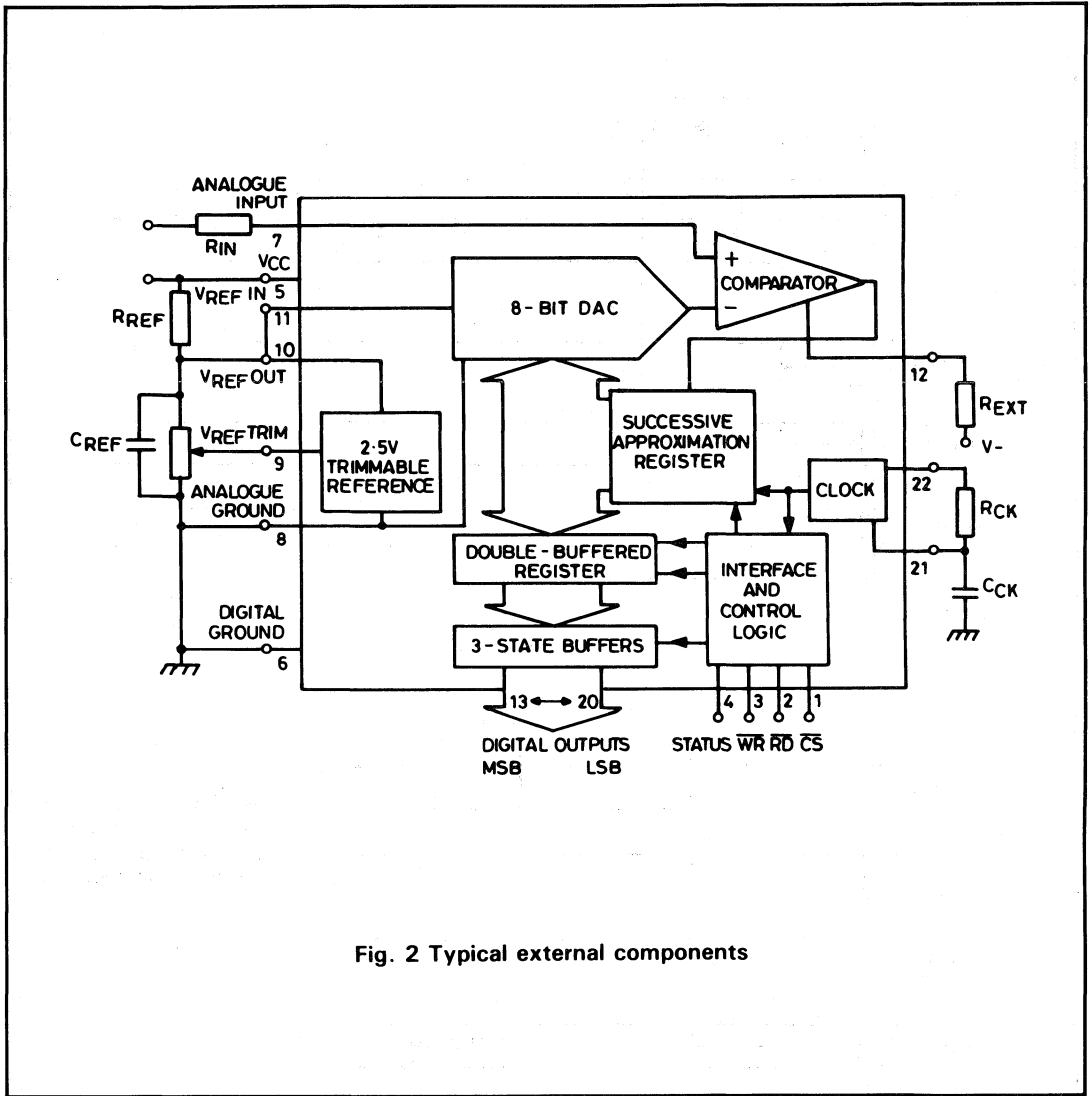 ANALOGUE
INPUT
RIN
7
VCC
5
VREF IN
11
RREF
10
VREF OUT
CREF
VREF TRIM
9
ANALOGUE
GROUND
8
DIGITAL
GROUND
6
8-BIT DAC
+
COMPARATOR
-
12
REXT
V-
2·5V
TRIMMABLE
REFERENCE
SUCCESSIVE
APPROXIMATION
REGISTER
CLOCK
22
RCK
21
CCK
DOUBLE-BUFFERED
REGISTER
INTERFACE
AND
CONTROL
LOGIC
3-STATE BUFFERS
13 20
4 3 2 1
DIGITAL OUTPUTS
MSB LSB
STATUS W̅R̅ R̅D̅ C̅S̅
Fig. 2 Typical external components